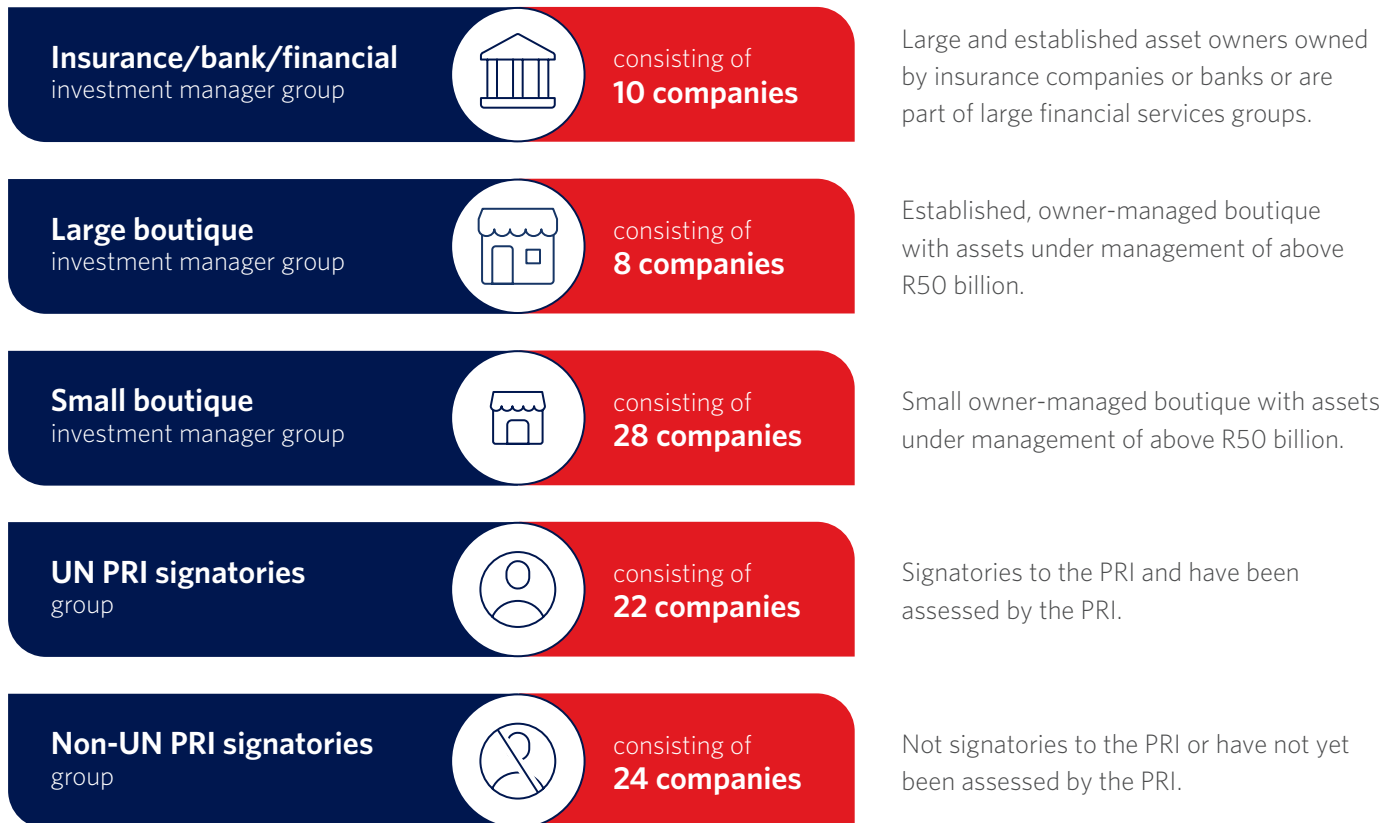 Insurance/bank/financial
investment manager group
consisting of
10 companies
Large and established asset owners owned
by insurance companies or banks or are
part of large financial services groups.
Large boutique
investment manager group
consisting of
8 companies
Established, owner-managed boutique
with assets under management of above
R50 billion.
Small boutique
investment manager group
consisting of
28 companies
Small owner-managed boutique with assets
under management of above R50 billion.
UN PRI signatories
group
consisting of
22 companies
Signatories to the PRI and have been
assessed by the PRI.
Non-UN PRI signatories
group
consisting of
24 companies
Not signatories to the PRI or have not yet
been assessed by the PRI.